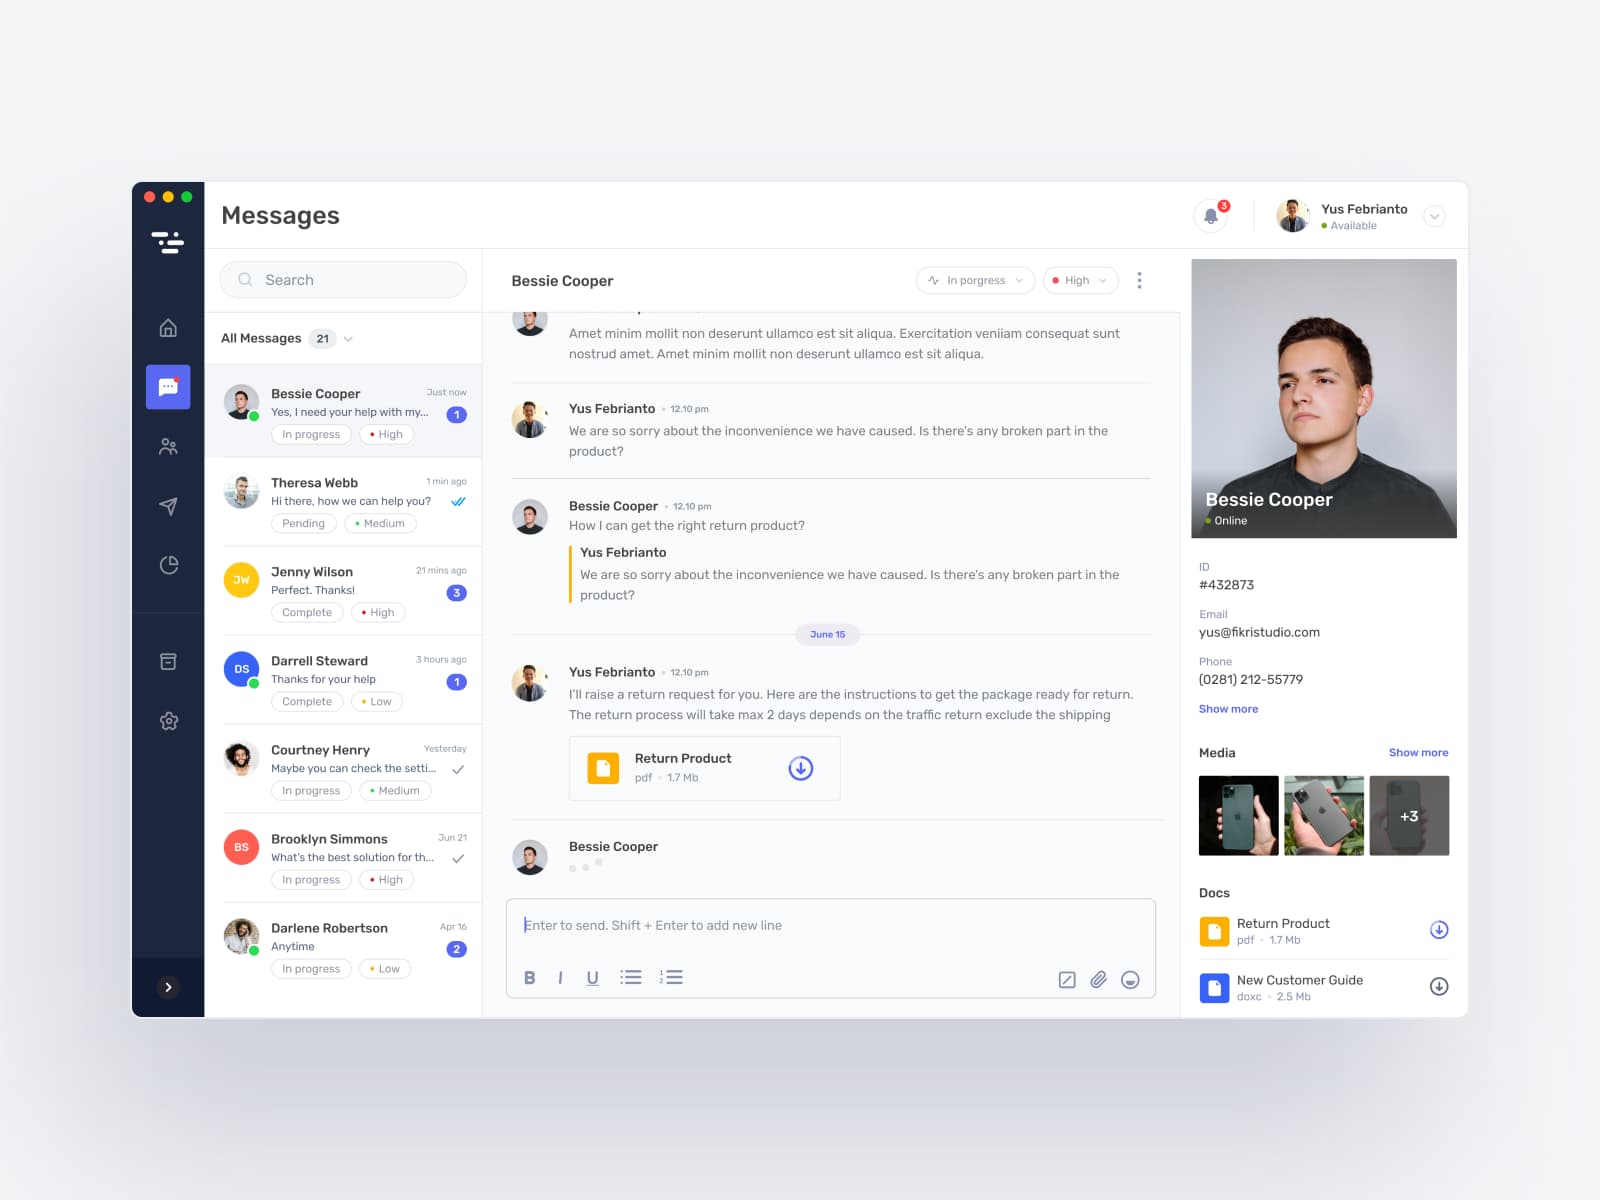 Messages
3
Yus Febrianto
Available
Search
All Messages 21
Bessie Cooper Just now
Yes, I need your help with my... 1
In progress High
Theresa Webb 1 min ago
Hi there, how we can help you?
Pending Medium
JW
Jenny Wilson 21 mins ago
Perfect. Thanks! 3
Complete High
DS
Darrell Steward 3 hours ago
Thanks for your help 1
Complete Low
Courtney Henry Yesterday
Maybe you can check the setti...
In progress Medium
BS
Brooklyn Simmons Jun 21
What's the best solution for th...
In progress High
Darlene Robertson Apr 16
Anytime 2
In progress Low
Bessie Cooper In porgress High
Amet minim mollit non deserunt ullamco est sit aliqua. Exercitation veniiam consequat sunt
nostrud amet. Amet minim mollit non deserunt ullamco est sit aliqua.
Yus Febrianto 12.10 pm
We are so sorry about the inconvenience we have caused. Is there's any broken part in the
product?
Bessie Cooper 12.10 pm
How I can get the right return product?
Yus Febrianto
We are so sorry about the inconvenience we have caused. Is there's any broken part in the
product?
June 15
Yus Febrianto 12.10 pm
I'll raise a return request for you. Here are the instructions to get the package ready for return.
The return process will take max 2 days depends on the traffic return exclude the shipping
Return Product
pdf 1.7 Mb
Bessie Cooper
Enter to send. Shift + Enter to add new line
B I U
Bessie Cooper
Online
ID
#432873
Email
yus@fikristudio.com
Phone
(0281) 212-55779
Show more
Media Show more
+3
Docs
Return Product
pdf 1.7 Mb
New Customer Guide
doxc 2.5 Mb